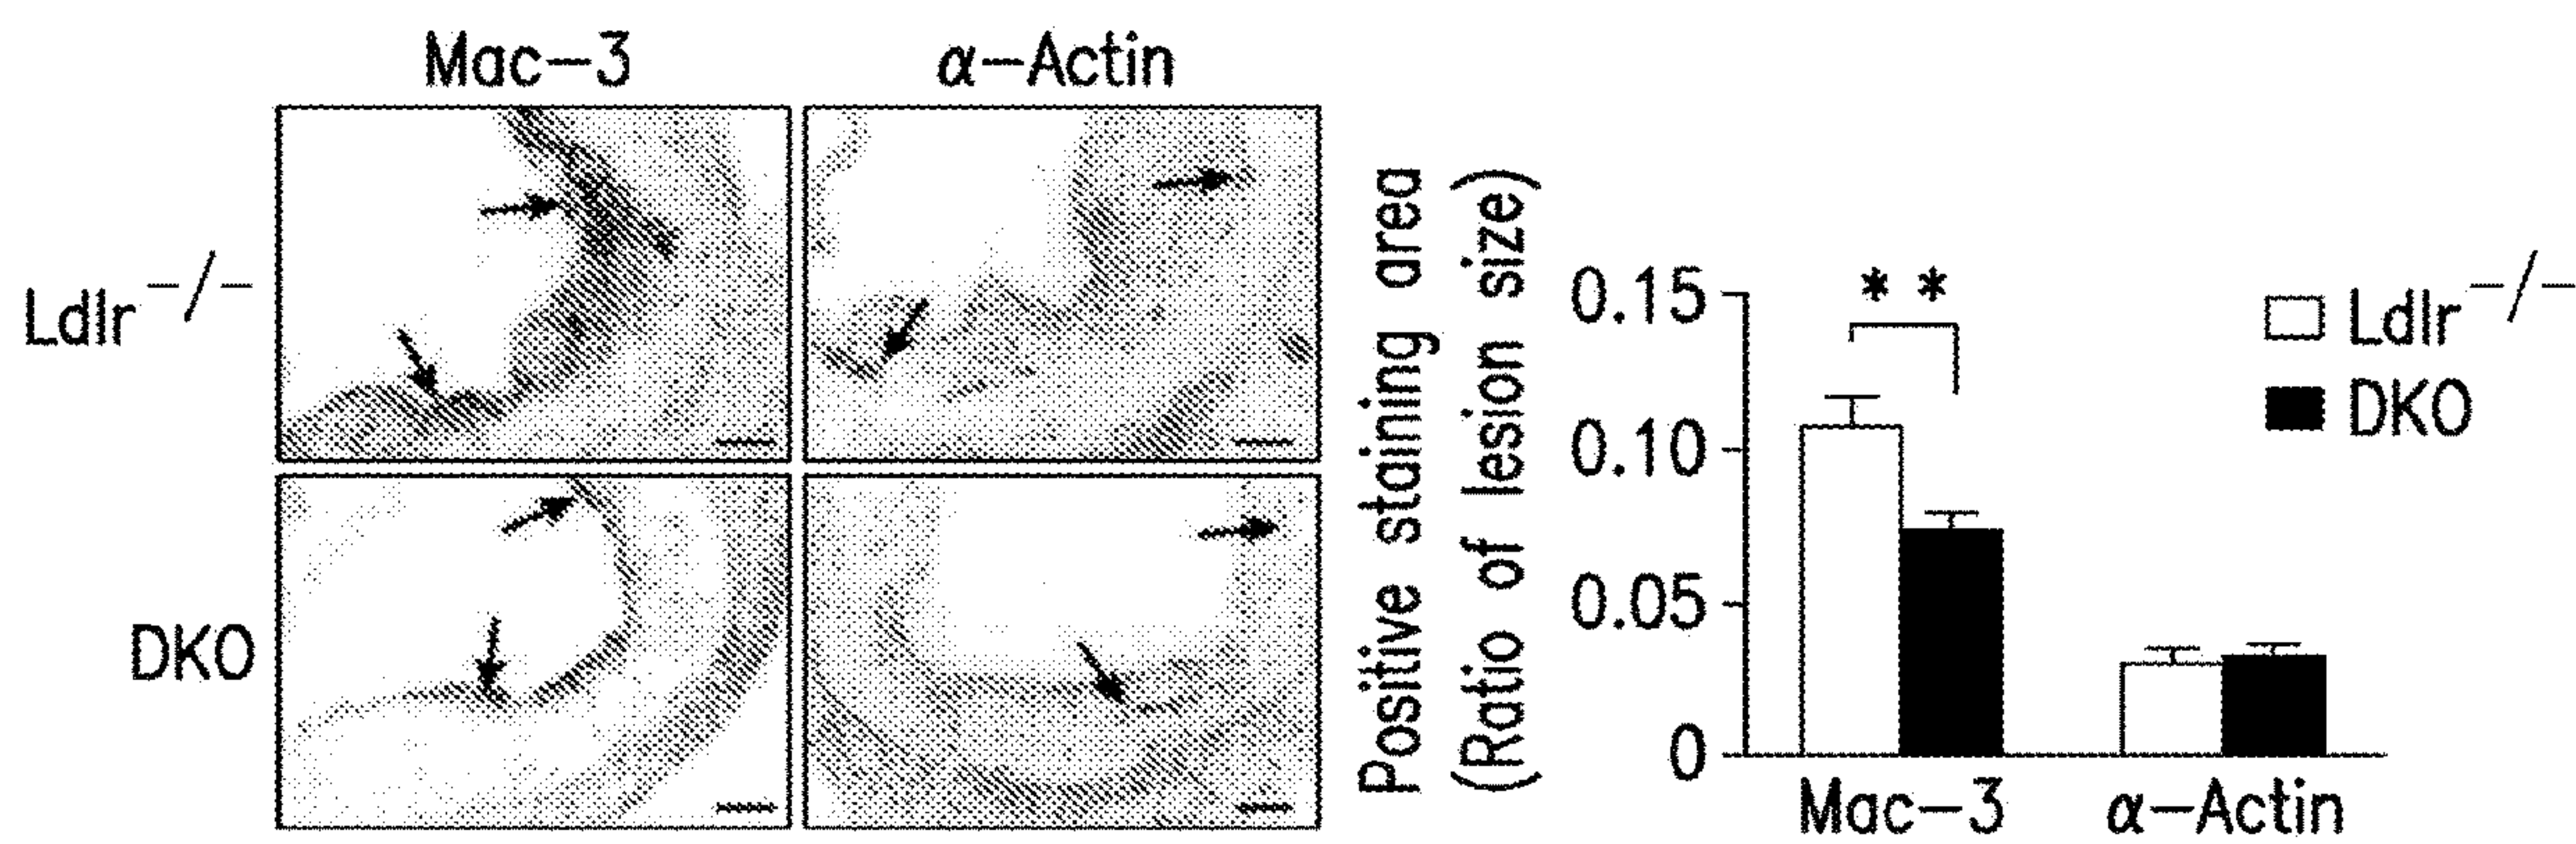 Mac-3
α-Actin
Ldlr-/-
DKO
Positive staining area
(Ratio of lesion size)
0.15
0.10
0.05
0
**
Mac-3
α-Actin
Ldlr-/-
DKO